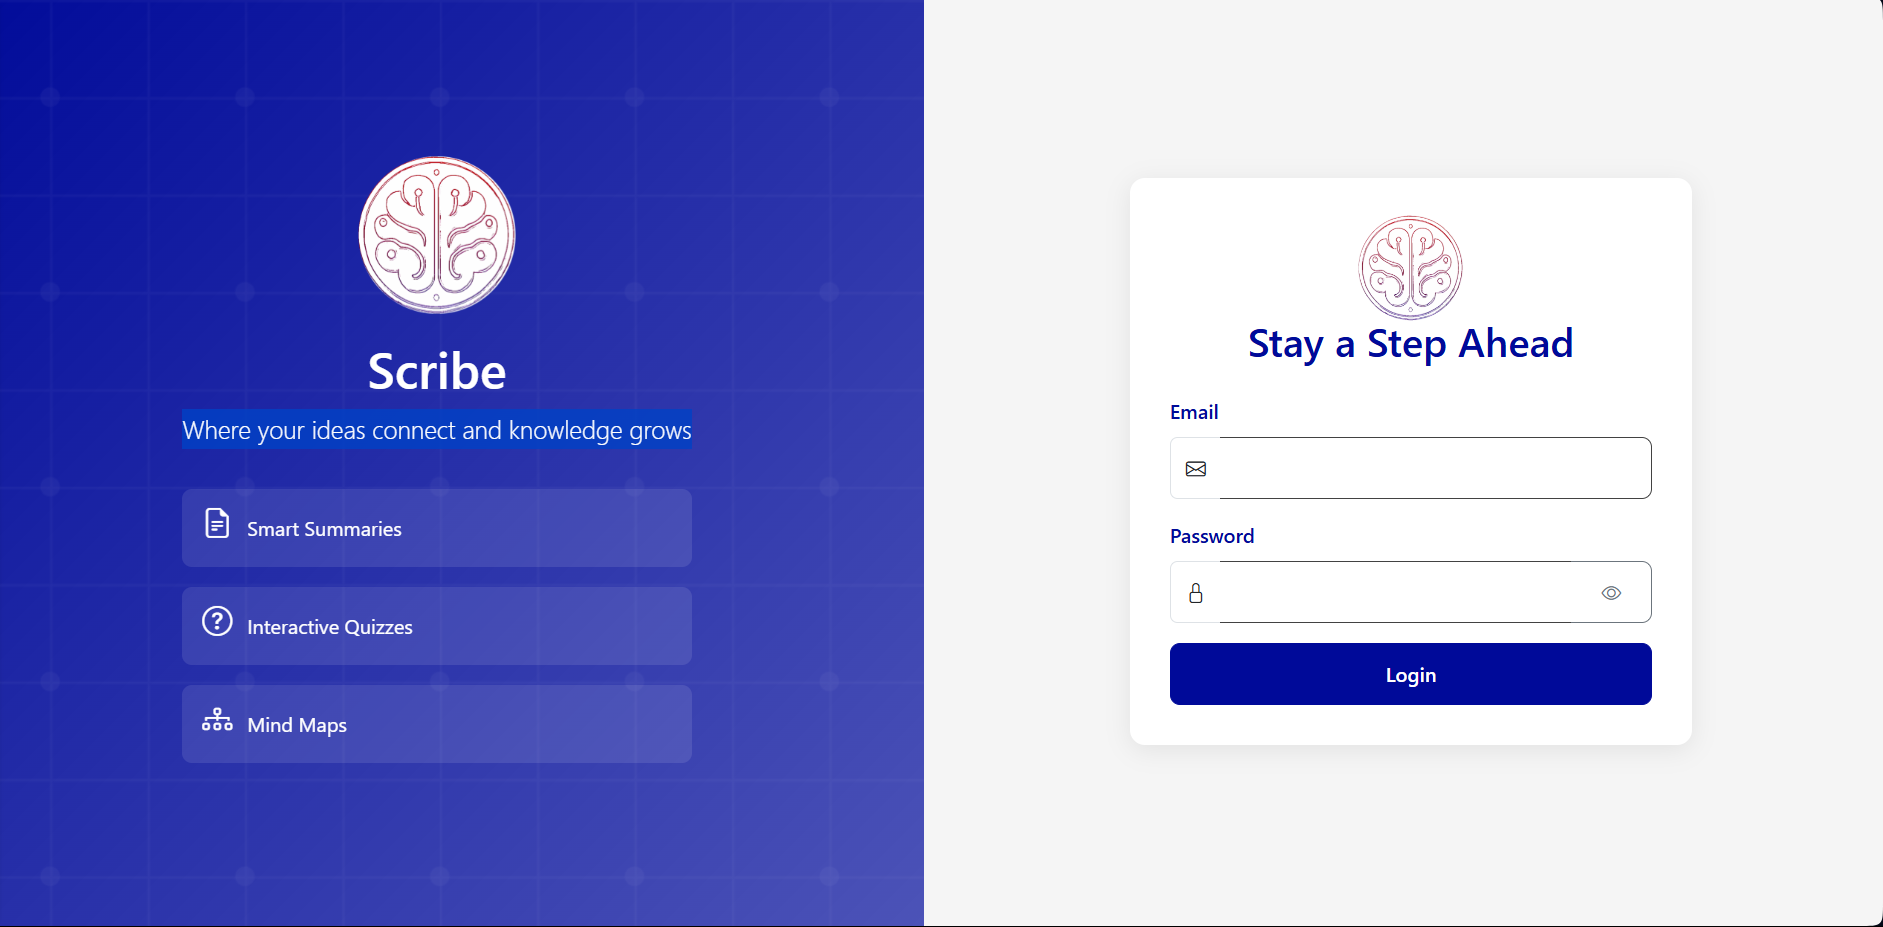 Scribe
Where your ideas connect and knowledge grows
Smart Summaries
Interactive Quizzes
Mind Maps
Stay a Step Ahead
Email
Password
Login